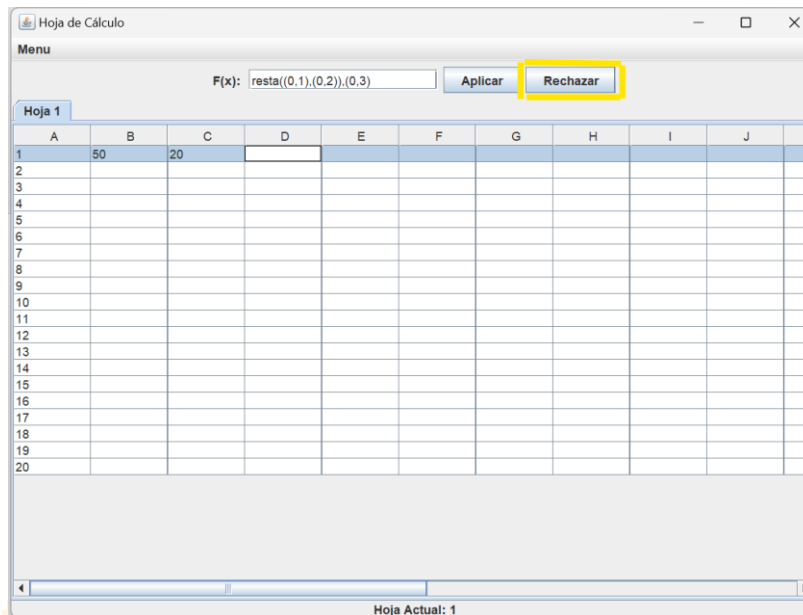 Hoja de Cálculo
Menu
F(x): resta((0,1),(0,2)),(0,3) Aplicar Rechazar
Hoja 1
A B C D E F G H I J
1 50 20
2
3
4
5
6
7
8
9
10
11
12
13
14
15
16
17
18
19
20
Hoja Actual: 1